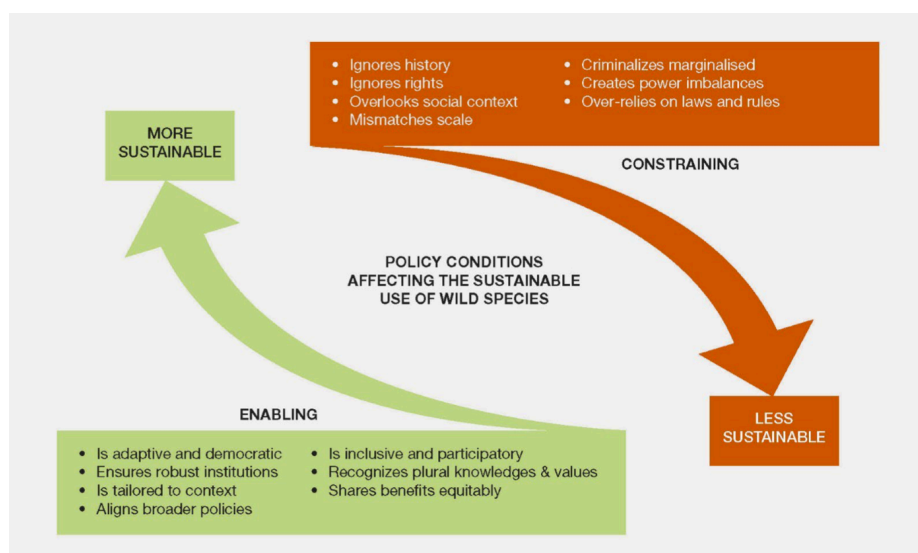 • Ignores history
• Ignores rights
• Overlooks social context
• Mismatches scale
• Criminalizes marginalised
• Creates power imbalances
• Over-relies on laws and rules
MORE
SUSTAINABLE
CONSTRAINING
POLICY CONDITIONS
AFFECTING THE SUSTAINABLE
USE OF WILD SPECIES
ENABLING
LESS
SUSTAINABLE
• Is adaptive and democratic
• Ensures robust institutions
• Is tailored to context
• Aligns broader policies
• Is inclusive and participatory
• Recognizes plural knowledges & values
• Shares benefits equitably